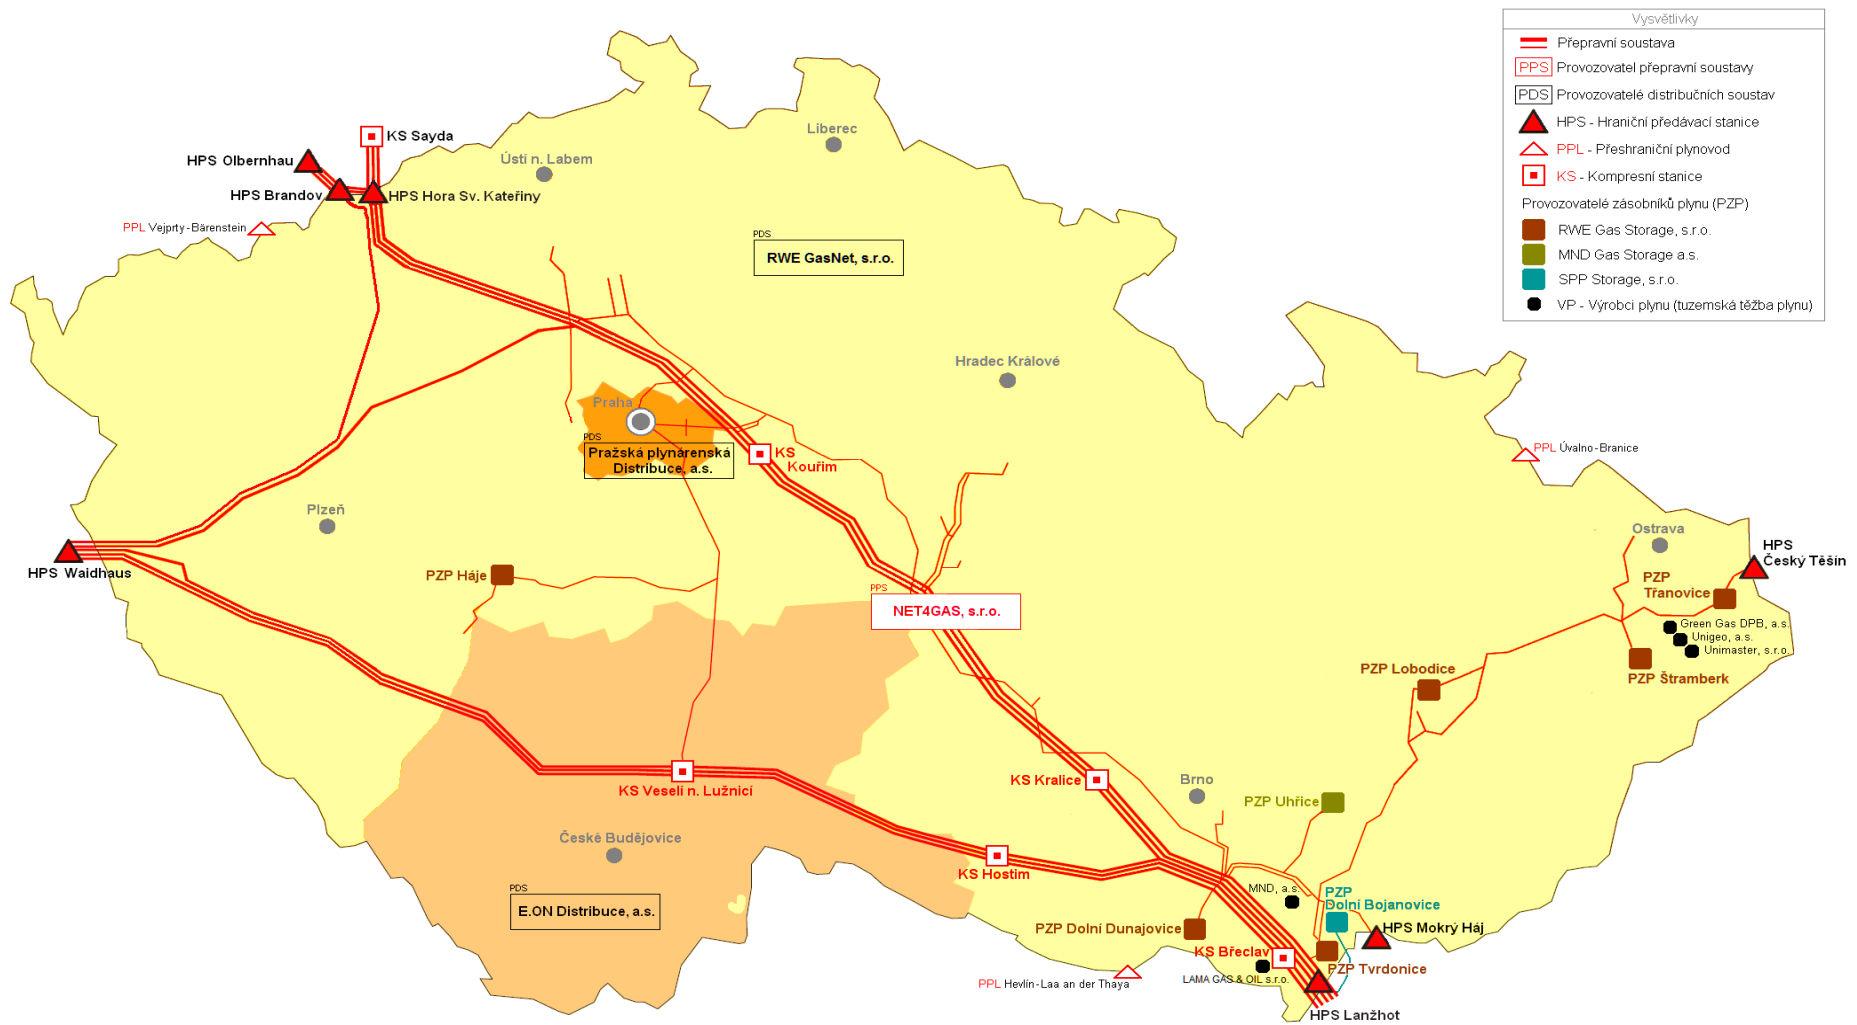 Vysvětlivky
Přepravní soustava
PPS Provozovatel přepravní soustavy
PDS Provozovatelé distribučních soustav
HPS - Hraniční předávací stanice
PPL - Přeshraniční plynovod
KS - Kompresní stanice
Provozovatelé zásobníků plynu (PZP)
RWE Gas Storage, s.r.o.
MND Gas Storage a.s.
SPP Storage, s.r.o.
VP - Výrobci plynu (tuzemská těžba plynu)
KS Sayda
HPS Olbernhau
HPS Brandov
HPS Hora Sv. Kateřiny
PPL Vejprty-Bärenstein
Ústí n. Labem
Liberec
PDS
RWE GasNet, s.r.o.
Hradec Králové
Praha
PDS
Pražská plynárenská
Distribuce, a.s.
KS
Kouřim
PPL Úvalno-Branice
Plzeň
HPS Waidhaus
PZP Háje
Ostrava
HPS
Český Těšín
PZP
Třanovice
PPS
NET4GAS, s.r.o.
Green Gas DPB, a.s.
Unigeo, a.s.
Unimaster, s.r.o.
PZP Lobodice
PZP Štramberk
KS Veselí n. Lužnicí
KS Kralice
Brno
PZP Uhřice
České Budějovice
KS Hostim
PDS
E.ON Distribuce, a.s.
MND, a.s.
PZP
Dolní Bojanovice
PZP Dolní Dunajovice
HPS Mokrý Háj
KS Břeclav
PZP Tvrdonice
PPL Hevlín-Laa an der Thaya
LAMA GAS & OIL s.r.o.
HPS Lanžhot